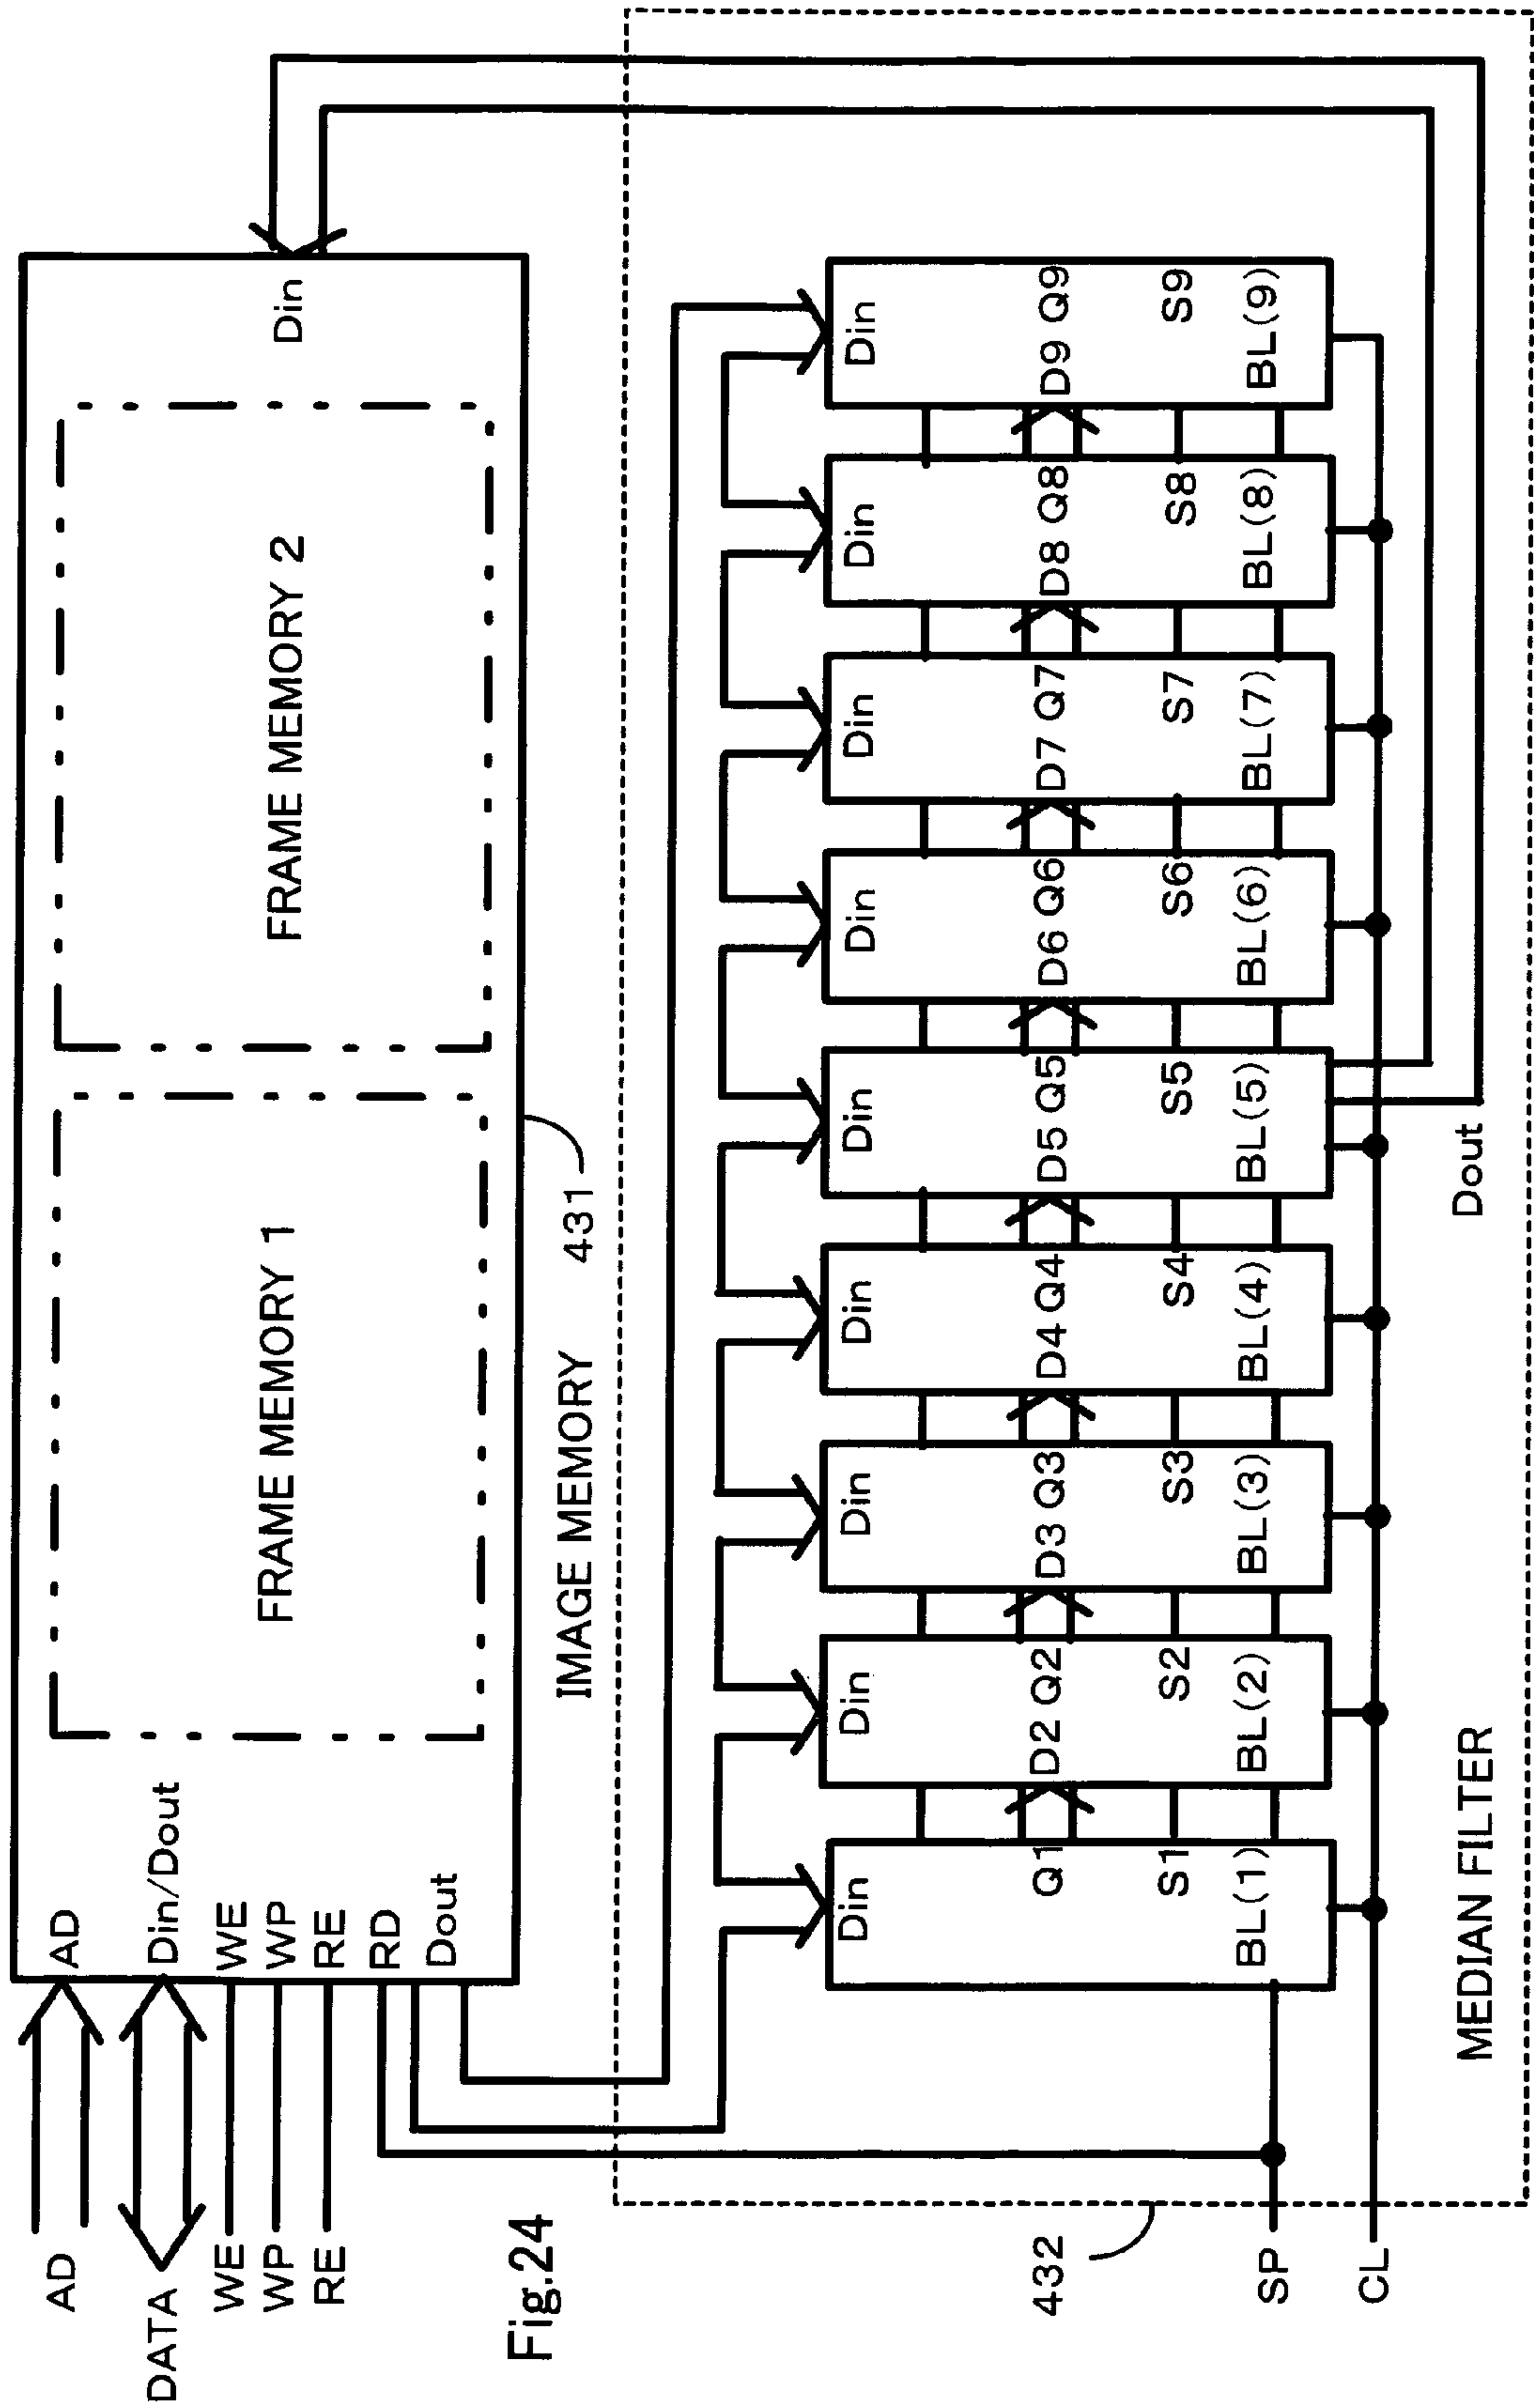 Fig.24
AD
DATA
WE
WP
RE
AD
Din/Dout
WE
WP
RE
RD
Dout
FRAME MEMORY 1
FRAME MEMORY 2
Din
IMAGE MEMORY 431
432
SP
CL
Din
Q1
S1
BL(1)
Din
D2 Q2
S2
BL(2)
Din
D3 Q3
S3
BL(3)
Din
D4 Q4
S4
BL(4)
Din
D5 Q5
S5
BL(5)
Din
D6 Q6
S6
BL(6)
Din
D7 Q7
S7
BL(7)
Din
D8 Q8
S8
BL(8)
Din
D9 Q9
S9
BL(9)
Dout
MEDIAN FILTER